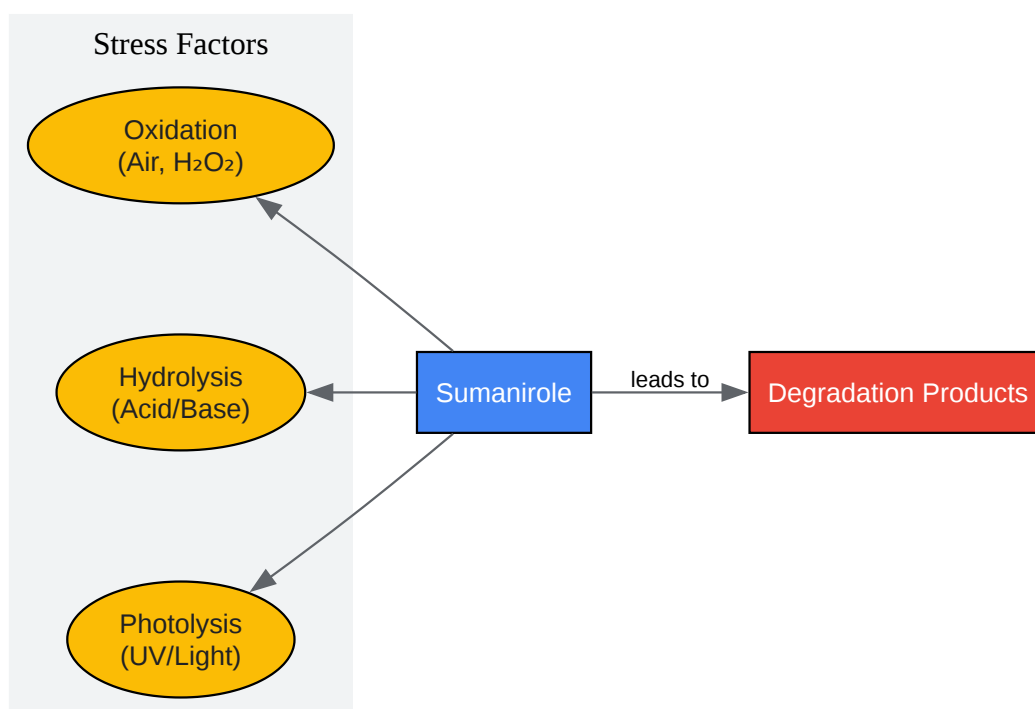 Stress Factors
Oxidation
(Air, H₂O₂)
Hydrolysis
(Acid/Base)
Sumanirole
leads to
Degradation Products
Photolysis
(UV/Light)